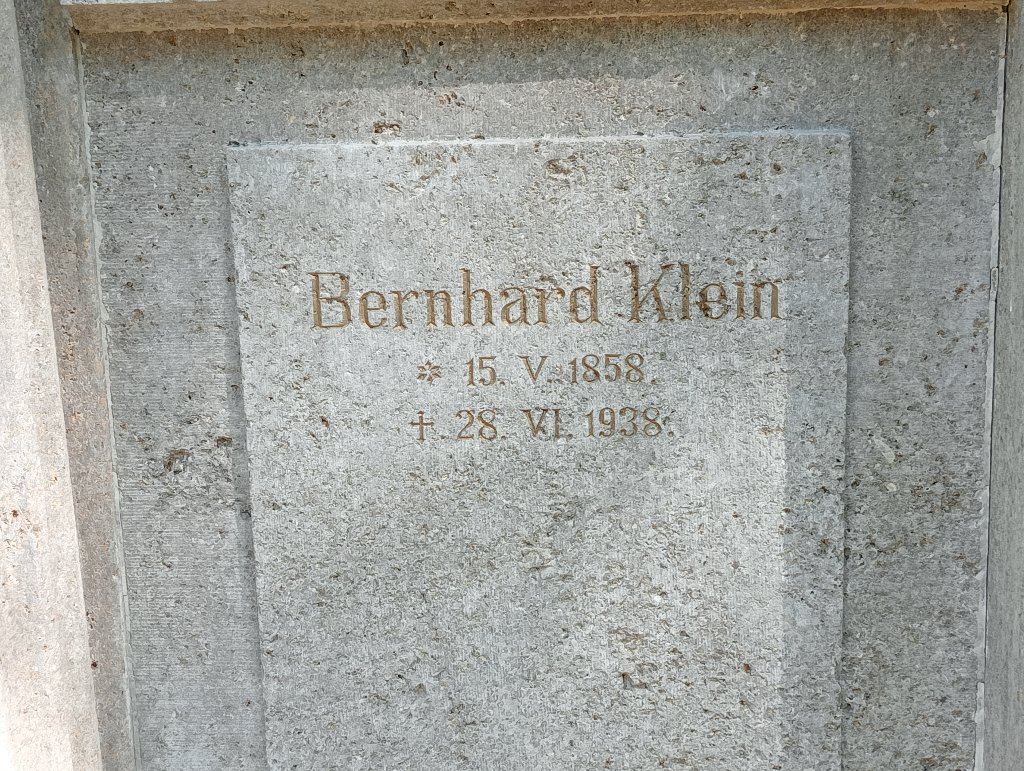 Bernhard Klein
* 15. V. 1858.
† 28. VI. 1938.